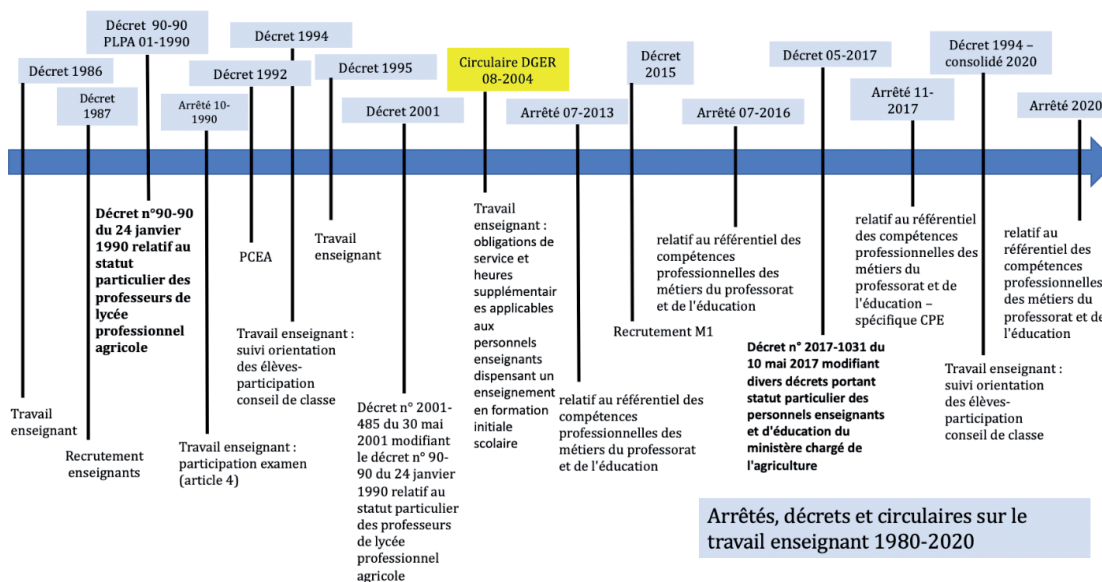 Décret 90-90
PLPA 01-1990
Décret 1994
Décret 1994 –
consolidé 2020
Décret 1986
Décret 1992
Décret 1995
Circulaire DGER
08-2004
Décret
2015
Décret 05-2017
Décret
1987
Arrêté 10-
1990
Décret 2001
Arrêté 07-2013
Arrêté 07-2016
Arrêté 11-
2017
Arrêté 2020
Travail
enseignant
Recrutement
enseignants
Décret n°90-90
du 24 janvier
1990 relatif au
statut
particulier des
professeurs de
lycée
professionnel
agricole
Travail enseignant :
participation examen
(article 4)
PCEA
Travail enseignant :
suivi orientation
des élèves-
participation
conseil de classe
Travail
enseignant
Décret n° 2001-
485 du 30 mai
2001 modifiant
le décret n° 90-
90 du 24 janvier
1990 relatif au
statut particulier
des professeurs
de lycée
professionnel
agricole
Travail
enseignant :
obligations de
service et
heures
supplémentair
es applicables
aux
personnels
enseignants
dispensant un
enseignement
en formation
initiale
scolaire
relatif au référentiel des
compétences
professionnelles des
métiers du professorat
et de l'éducation
Recrutement M1
relatif au référentiel des
compétences
professionnelles des
métiers du professorat
et de l'éducation
Décret n° 2017-1031 du
10 mai 2017 modifiant
divers décrets portant
statut particulier des
personnels enseignants
et d'éducation du
ministère chargé de
l'agriculture
relatif au référentiel
des compétences
professionnelles des
métiers du
professorat et de
l'éducation –
spécifique CPE
Travail enseignant :
suivi orientation
des élèves-
participation
conseil de classe
relatif au
référentiel des
compétences
professionnelles
des métiers du
professorat et de
l'éducation
Arrêtés, décrets et circulaires sur le
travail enseignant 1980-2020